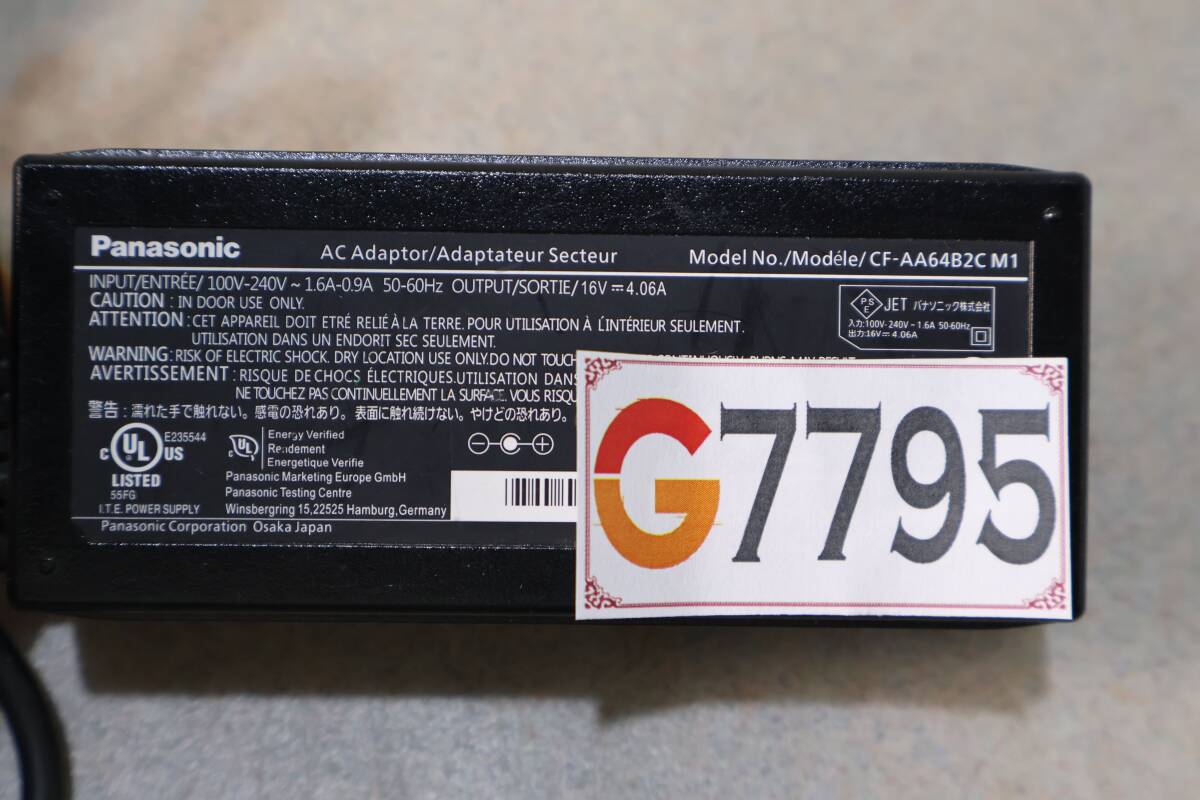 Panasonic AC Adaptor/Adaptateur Secteur Model No./Modéle/ CF-AA64B2C M1
INPUT/ENTRÉE/ 100V-240V ~ 1.6A-0.9A 50-60Hz OUTPUT/SORTIE/ 16V ⎓ 4.06A
CAUTION : IN DOOR USE ONLY.
ATTENTION : CET APPAREIL DOIT ETRÉ RELIÉ À LA TERRE. POUR UTILISATION À L'INTÉRIEUR SEULEMENT.
UTILISATION DANS UN ENDORIT SEC SEULEMENT.
WARNING: RISK OF ELECTRIC SHOCK. DRY LOCATION USE ONLY. DO NOT TOUCH
AVERTISSEMENT : RISQUE DE CHOCS ÉLECTRIQUES.UTILISATION DANS
NE TOUCHEZ PAS CONTINUELLEMENT LA SURFACE. VOUS RISQU
警告 : 濡れた手で触れない。感電の恐れあり。表面に触れ続けない。やけどの恐れあり。
PS E JET パナソニック株式会社
入力:100V-240V~1.6A 50-60Hz
出力:16V ⎓ 4.06A
c UL US E235544
LISTED
55FG
I.T.E. POWER SUPPLY
c UL
Energy Verified
Rendement
Energetique Verifie
Panasonic Marketing Europe GmbH
Panasonic Testing Centre
Winsbergring 15,22525 Hamburg,Germany
Panasonic Corporation Osaka Japan
G7795